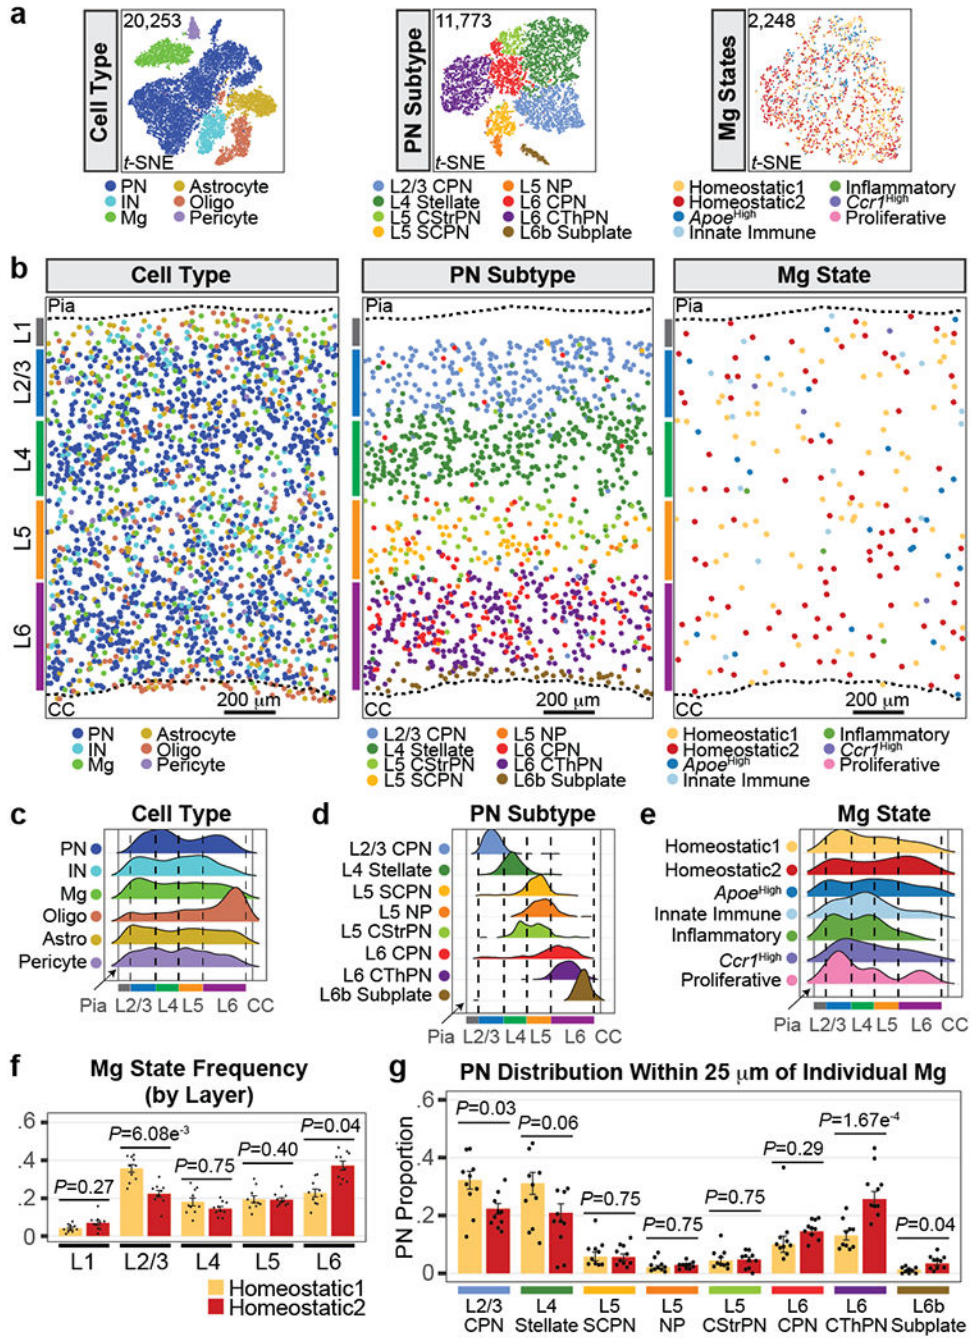 a
Cell Type
20,253
t-SNE
PN
IN
Mg
Astrocyte
Oligo
Pericyte
PN Subtype
11,773
t-SNE
L2/3 CPN
L4 Stellate
L5 CStrPN
L5 SCPN
L5 NP
L6 CPN
L6 CThPN
L6b Subplate
Mg States
2,248
t-SNE
Homeostatic1
Homeostatic2
ApoeHigh
Innate Immune
Inflammatory
Ccr1High
Proliferative
b
Cell Type
PN Subtype
Mg State
Pia
Pia
Pia
L1
L2/3
L4
L5
L6
CC
200 μm
CC
200 μm
CC
200 μm
PN
IN
Mg
Astrocyte
Oligo
Pericyte
L2/3 CPN
L4 Stellate
L5 CStrPN
L5 SCPN
L5 NP
L6 CPN
L6 CThPN
L6b Subplate
Homeostatic1
Homeostatic2
ApoeHigh
Innate Immune
Inflammatory
Ccr1High
Proliferative
c
Cell Type
PN
IN
Mg
Oligo
Astro
Pericyte
Pia
L2/3 L4 L5 L6 CC
d
PN Subtype
L2/3 CPN
L4 Stellate
L5 SCPN
L5 NP
L5 CStrPN
L6 CPN
L6 CThPN
L6b Subplate
Pia
L2/3 L4 L5 L6 CC
e
Mg State
Homeostatic1
Homeostatic2
ApoeHigh
Innate Immune
Inflammatory
Ccr1High
Proliferative
Pia
L2/3 L4 L5 L6 CC
f
Mg State Frequency
(by Layer)
.6
.4
.2
0
P=0.27
P=6.08e-3
P=0.75
P=0.40
P=0.04
L1 L2/3 L4 L5 L6
Homeostatic1
Homeostatic2
g
PN Distribution Within 25 μm of Individual Mg
PN Proportion
.6
.4
.2
0
P=0.03
P=0.06
P=0.75
P=0.75
P=0.75
P=0.29
P=1.67e-4
P=0.04
L2/3 L4 L5 L5 L5 L6 L6 L6b
CPN Stellate SCPN NP CStrPN CPN CThPN Subplate